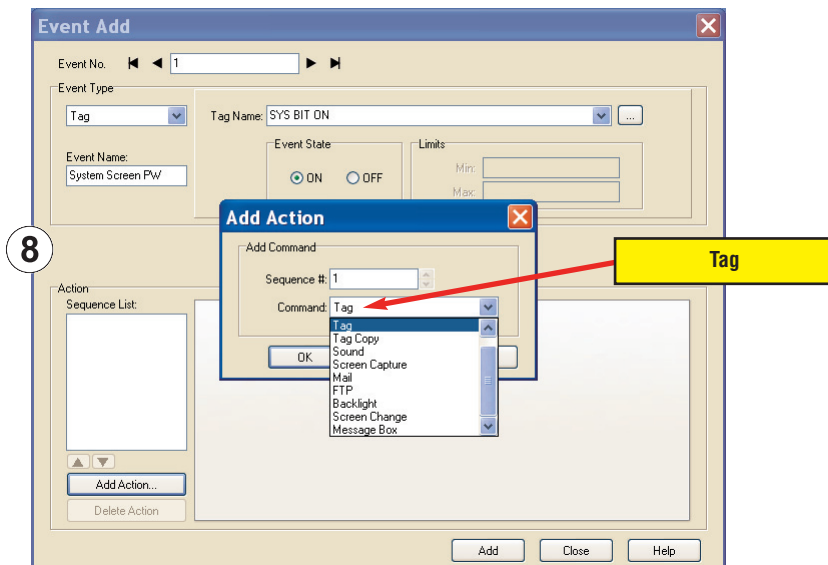 Event Add
Event No. 1
Event Type
Tag
Tag Name: SYS BIT ON
...
Event Name:
System Screen PW
Event State
ON OFF
Limits
Min:
Max:
8
Add Action
Add Command
Sequence #: 1
Command: Tag
Tag
Tag
Tag Copy
Sound
Screen Capture
Mail
FTP
Backlight
Screen Change
Message Box
OK
Action
Sequence List:
Add Action...
Delete Action
Add Close Help